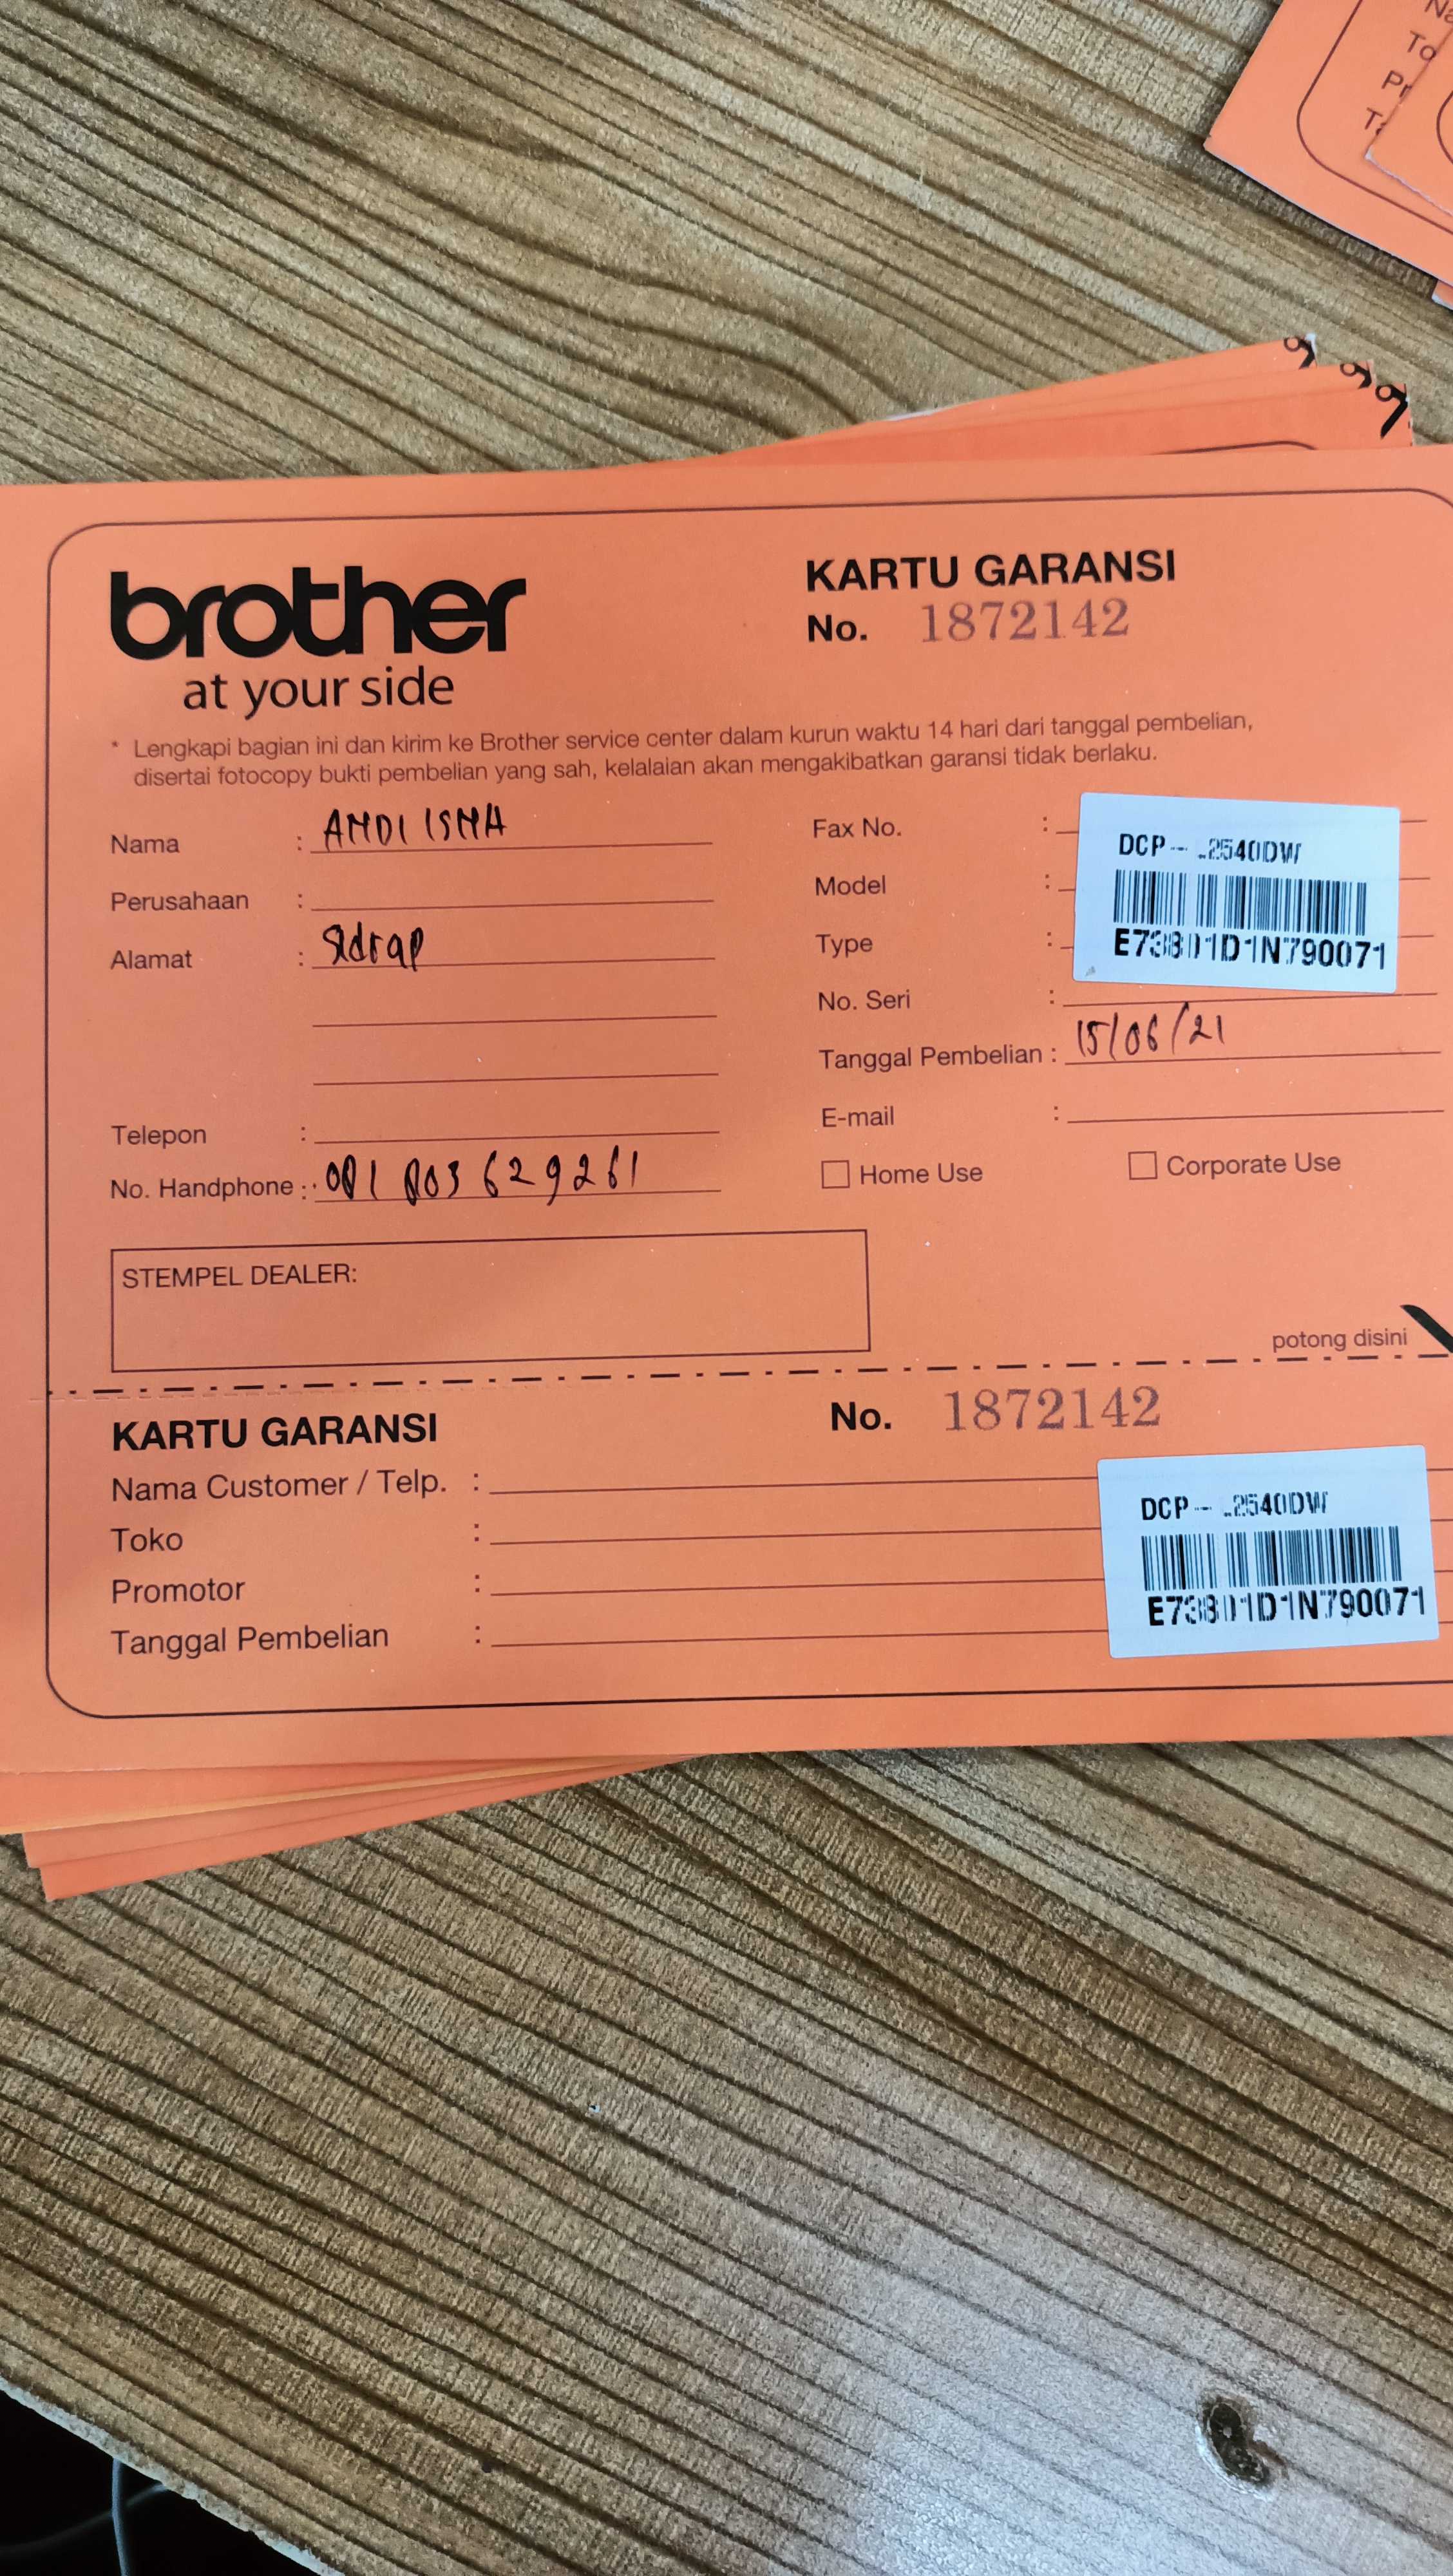 brother
at your side
KARTU GARANSI
No. 1872142
* Lengkapi bagian ini dan kirim ke Brother service center dalam kurun waktu 14 hari dari tanggal pembelian,
disertai fotocopy bukti pembelian yang sah, kelalaian akan mengakibatkan garansi tidak berlaku.
Nama : ANDI ISMA
Perusahaan :
Alamat : Sidrap
Telepon :
No. Handphone : 081 803 629261
Fax No. :
Model :
Type :
No. Seri :
DCP-L2540DW
E73801D1N790071
Tanggal Pembelian : 15/06/21
E-mail :
Home Use
Corporate Use
STEMPEL DEALER:
potong disini
KARTU GARANSI
No. 1872142
Nama Customer / Telp. :
Toko :
Promotor :
Tanggal Pembelian :
DCP-L2540DW
E73801D1N790071